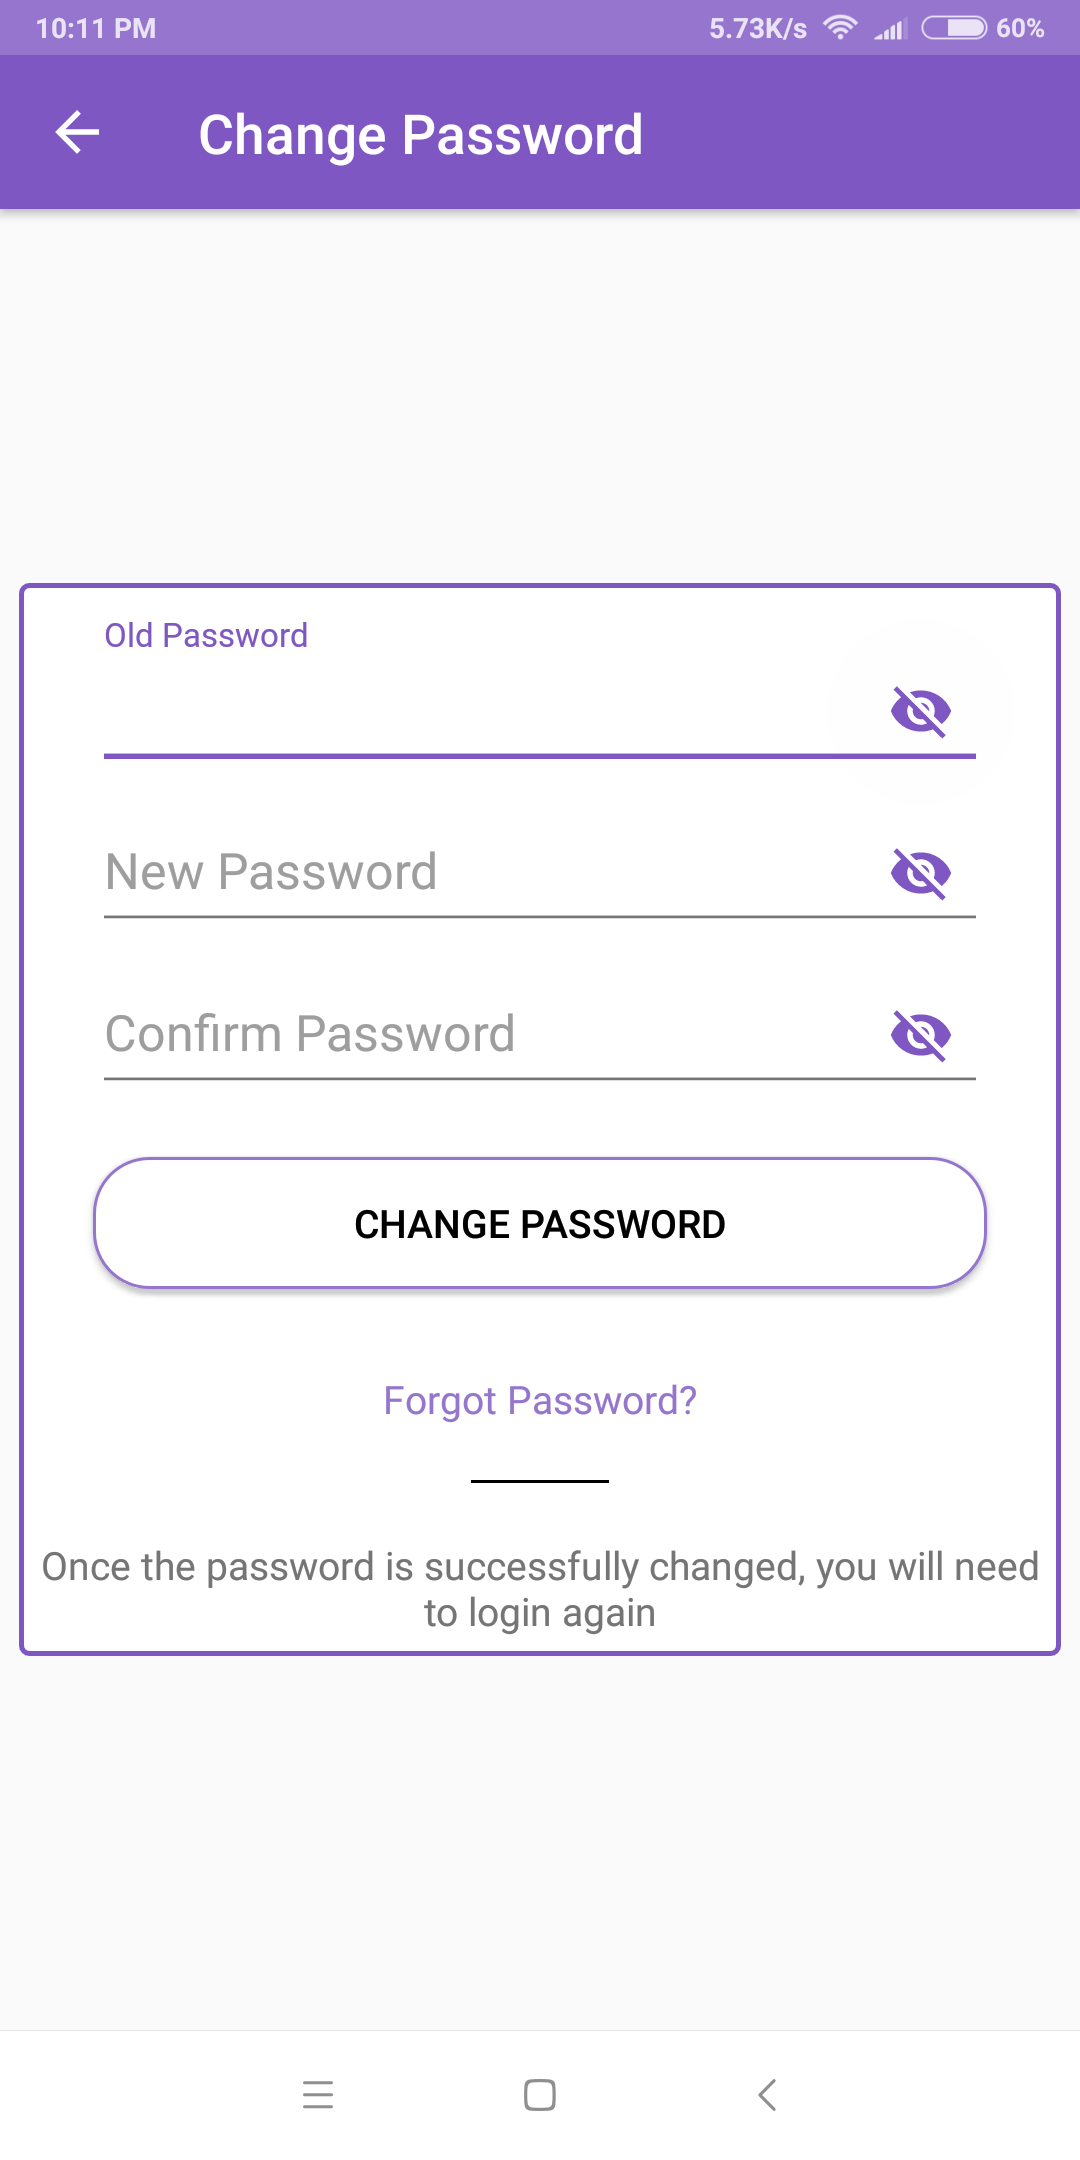 10:11 PM 5.73K/s 60%
Change Password
Old Password
New Password
Confirm Password
CHANGE PASSWORD
Forgot Password?
Once the password is successfully changed, you will need
to login again